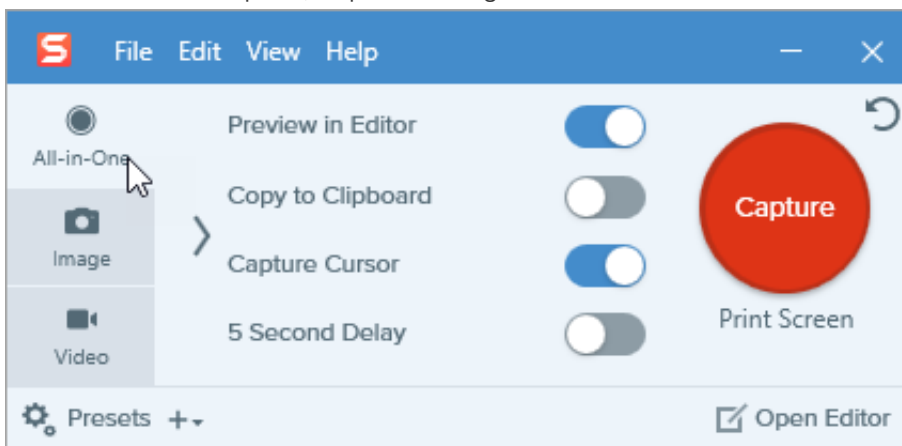 File Edit View Help
All-in-One
Image
Video
Preview in Editor
Copy to Clipboard
Capture Cursor
5 Second Delay
Capture
Print Screen
Presets
Open Editor